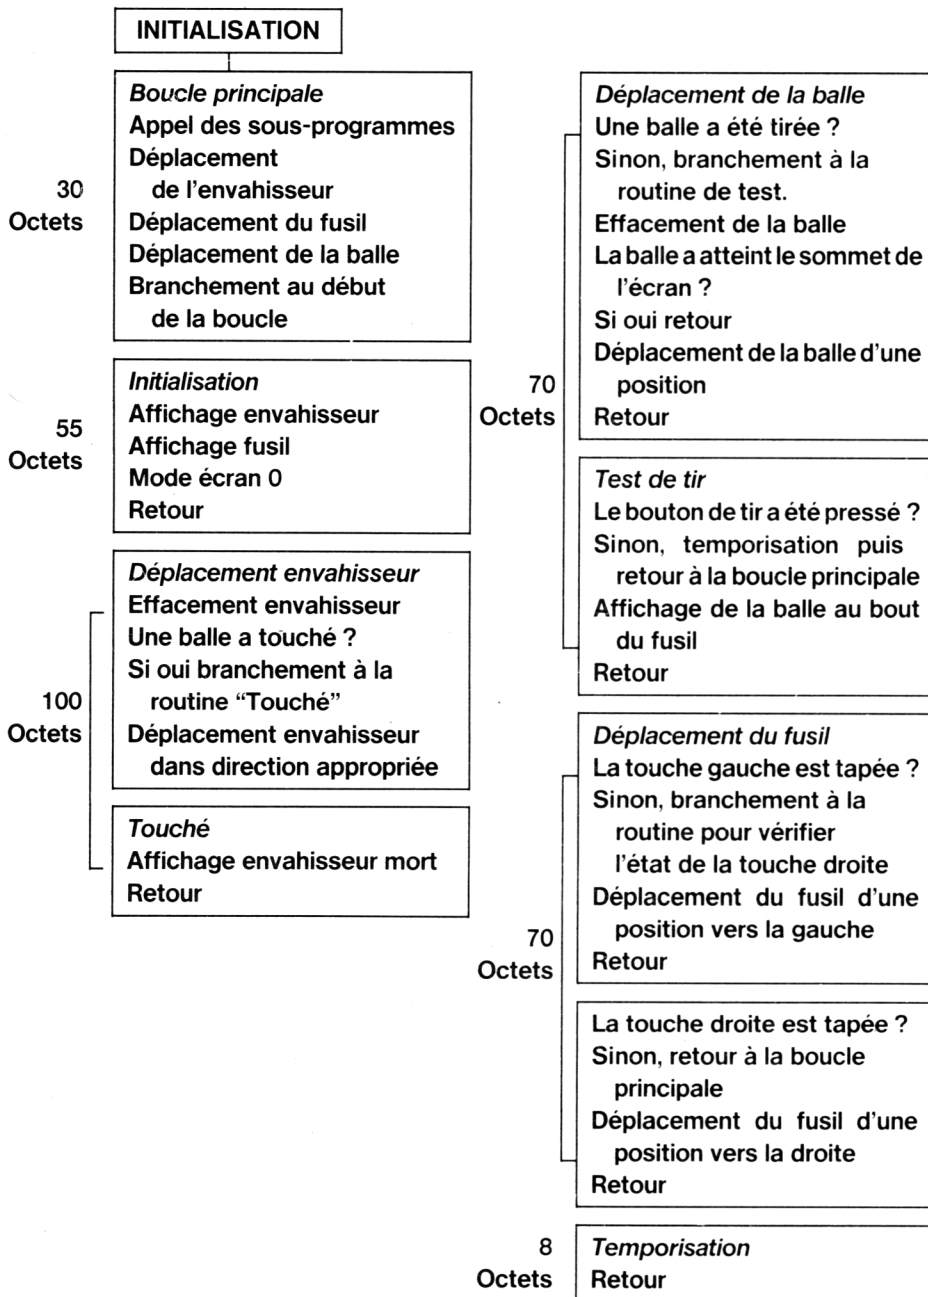 INITIALISATION
30
Octets
Boucle principale
Appel des sous-programmes
Déplacement
de l'envahisseur
Déplacement du fusil
Déplacement de la balle
Branchement au début
de la boucle
55
Octets
Initialisation
Affichage envahisseur
Affichage fusil
Mode écran 0
Retour
100
Octets
Déplacement envahisseur
Effacement envahisseur
Une balle a touché ?
Si oui branchement à la
routine “Touché”
Déplacement envahisseur
dans direction appropriée
Touché
Affichage envahisseur mort
Retour
70
Octets
Déplacement de la balle
Une balle a été tirée ?
Sinon, branchement à la
routine de test.
Effacement de la balle
La balle a atteint le sommet de
l'écran ?
Si oui retour
Déplacement de la balle d'une
position
Retour
Test de tir
Le bouton de tir a été pressé ?
Sinon, temporisation puis
retour à la boucle principale
Affichage de la balle au bout
du fusil
Retour
70
Octets
Déplacement du fusil
La touche gauche est tapée ?
Sinon, branchement à la
routine pour vérifier
l'état de la touche droite
Déplacement du fusil d'une
position vers la gauche
Retour
La touche droite est tapée ?
Sinon, retour à la boucle
principale
Déplacement du fusil d'une
position vers la droite
Retour
8
Octets
Temporisation
Retour